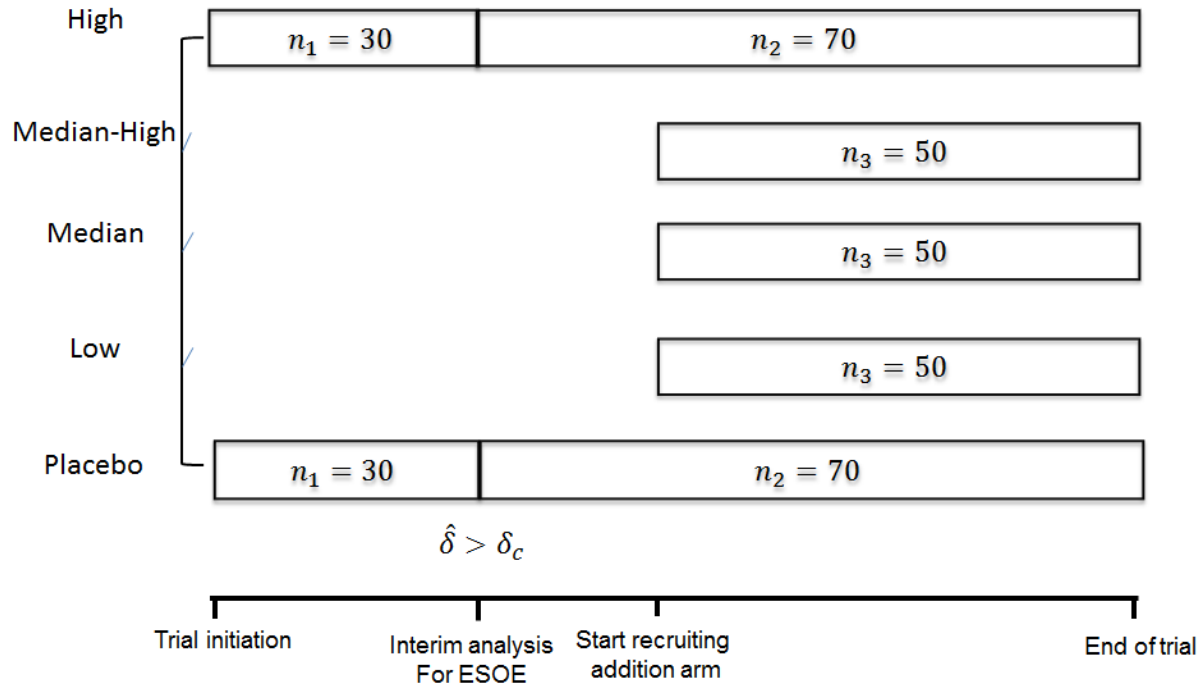 High
n₁ = 30
n₂ = 70
Median-High
n₃ = 50
Median
n₃ = 50
Low
n₃ = 50
Placebo
n₁ = 30
n₂ = 70
δ̂ > δ_c
Trial initiation
Interim analysis
For ESOE
Start recruiting
addition arm
End of trial